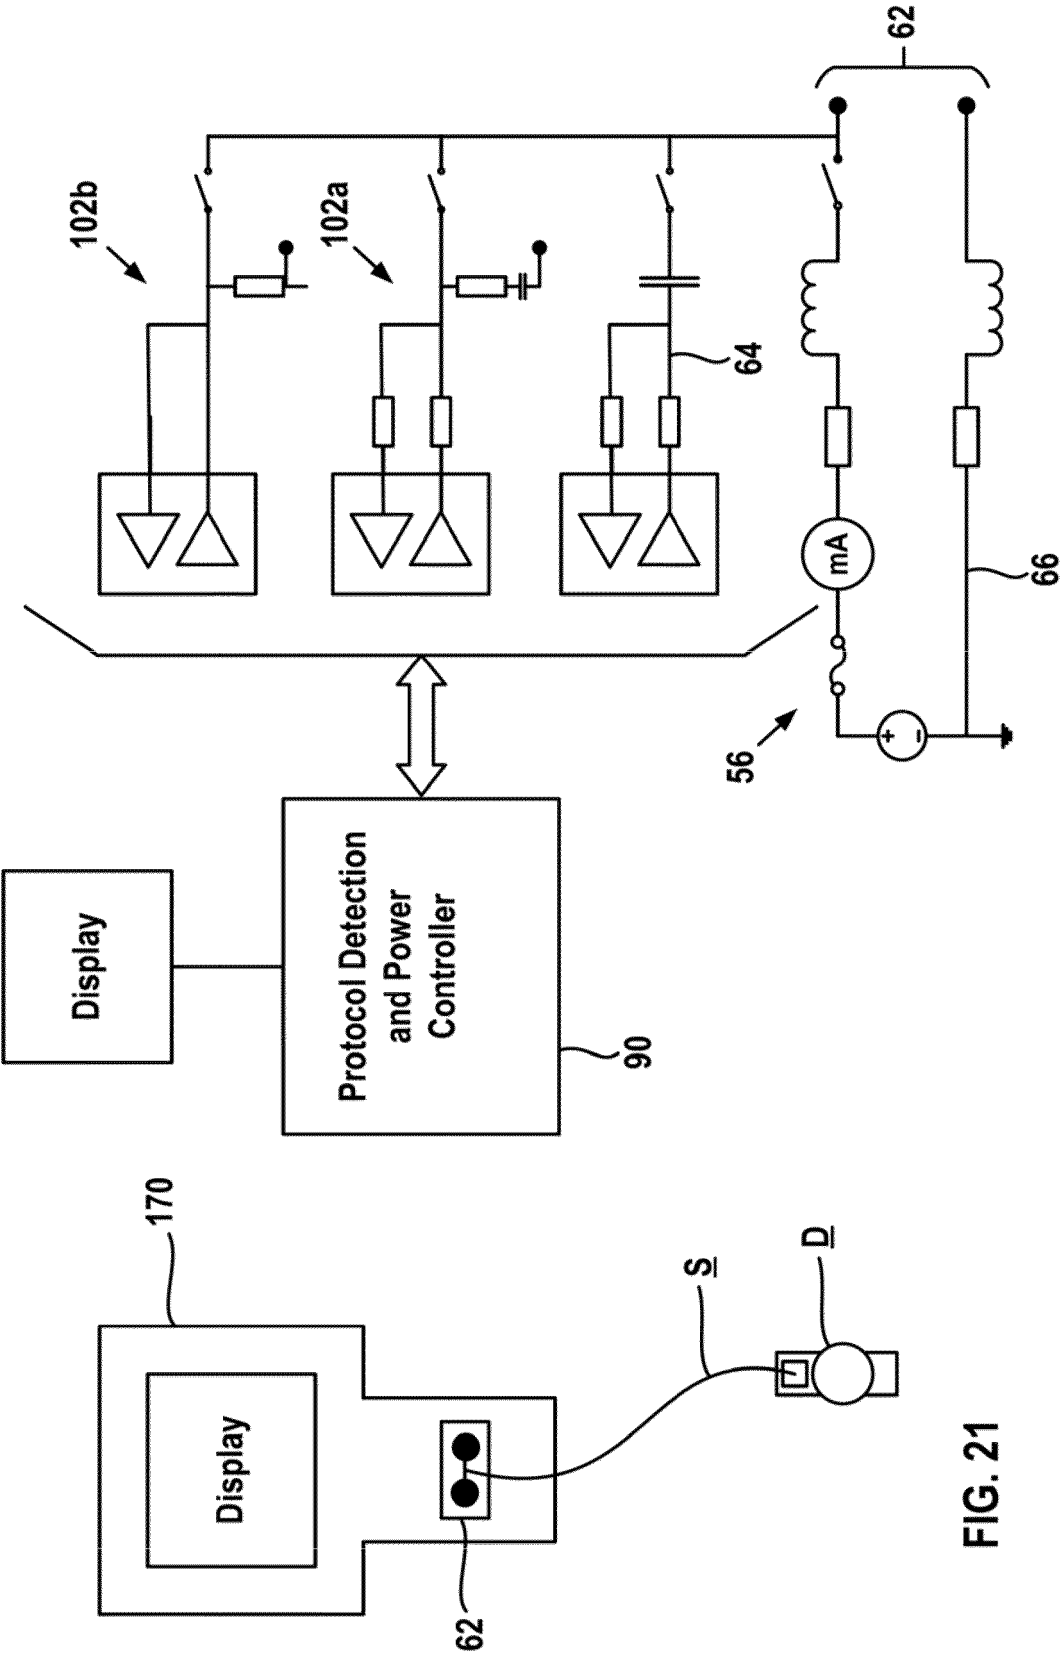 170
Display
62
S
D
Display
Protocol Detection
and Power
Controller
90
102b
102a
64
56
+
–
mA
66
62
FIG. 21